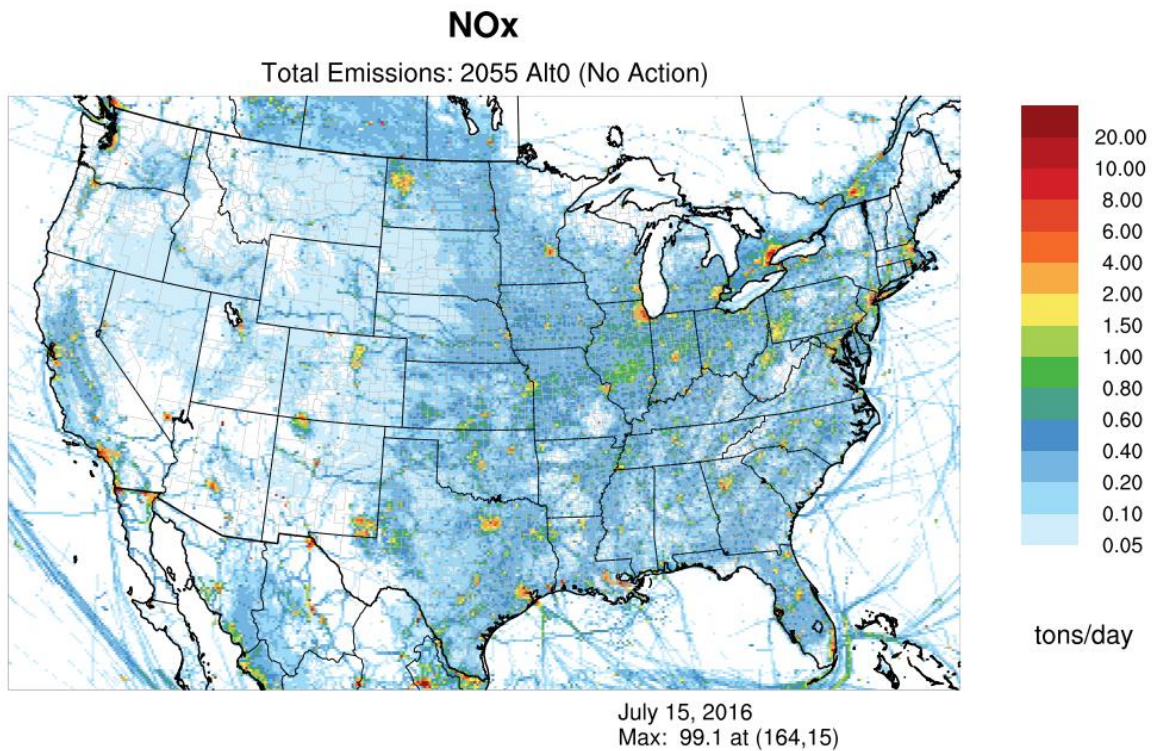 NOx
Total Emissions: 2055 Alt0 (No Action)
20.00
10.00
8.00
6.00
4.00
2.00
1.50
1.00
0.80
0.60
0.40
0.20
0.10
0.05
tons/day
July 15, 2016
Max: 99.1 at (164,15)